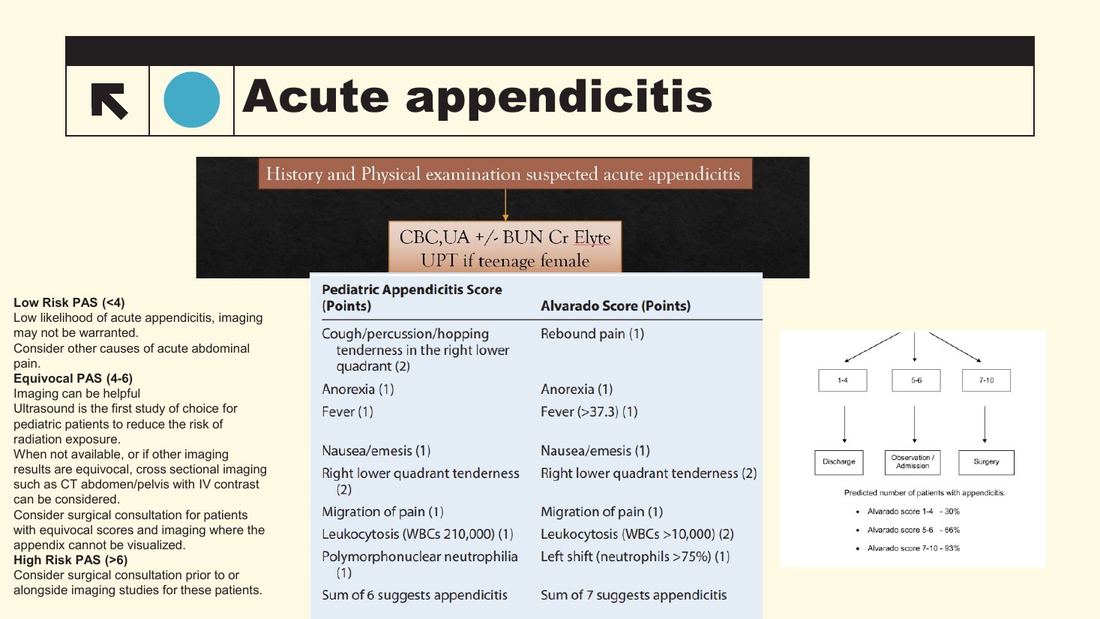 Acute appendicitis
History and Physical examination suspected acute appendicitis
CBC,UA +/- BUN Cr Elyte
UPT if teenage female
Low Risk PAS (<4)
Low likelihood of acute appendicitis, imaging
may not be warranted.
Consider other causes of acute abdominal
pain.
Equivocal PAS (4-6)
Imaging can be helpful
Ultrasound is the first study of choice for
pediatric patients to reduce the risk of
radiation exposure.
When not available, or if other imaging
results are equivocal, cross sectional imaging
such as CT abdomen/pelvis with IV contrast
can be considered.
Consider surgical consultation for patients
with equivocal scores and imaging where the
appendix cannot be visualized.
High Risk PAS (>6)
Consider surgical consultation prior to or
alongside imaging studies for these patients.
Pediatric Appendicitis Score
(Points) Alvarado Score (Points)
Cough/percussion/hopping Rebound pain (1)
tenderness in the right lower
quadrant (2)
Anorexia (1) Anorexia (1)
Fever (1) Fever (>37.3) (1)
Nausea/emesis (1) Nausea/emesis (1)
Right lower quadrant tenderness Right lower quadrant tenderness (2)
(2)
Migration of pain (1) Migration of pain (1)
Leukocytosis (WBCs 210,000) (1) Leukocytosis (WBCs >10,000) (2)
Polymorphonuclear neutrophilia Left shift (neutrophils >75%) (1)
(1)
Sum of 6 suggests appendicitis Sum of 7 suggests appendicitis
1-4 5-6 7-10
Discharge Observation / Surgery
Admission
Predicted number of patients with appendicitis:
• Alvarado score 1-4 - 30%
• Alvarado score 5-6 - 66%
• Alvarado score 7-10 - 93%